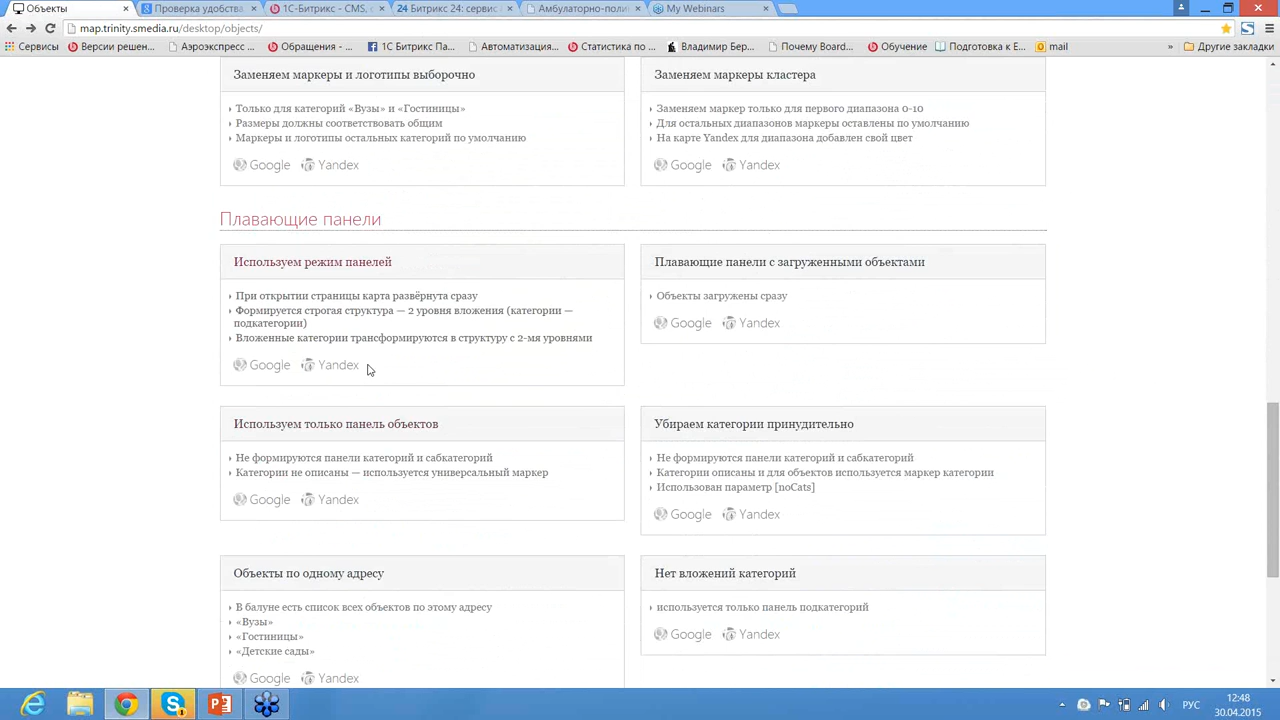 Объекты
Проверка удобства
1С-Битрикс - CMS, с
Битрикс 24: сервис
Амбулаторно-поли
My Webinars
map.trinity.smedia.ru/desktop/objects/
Сервисы
Версии решен...
Аэроэкспресс ...
Обращения - ...
1С Битрикс Па...
Автоматизация...
Статистика по ...
Владимир Бер...
Почему Board...
Обучение
Подготовка к Е...
mail
»
Другие закладки
Заменяем маркеры и логотипы выборочно
Только для категорий «Вузы» и «Гостиницы»
Размеры должны соответствовать общим
Маркеры и логотипы остальных категорий по умолчанию
Google Yandex
Заменяем маркеры кластера
Заменяем маркер только для первого диапазона 0-10
Для остальных диапазонов маркеры оставлены по умолчанию
На карте Yandex для диапазона добавлен свой цвет
Google Yandex
Плавающие панели
Используем режим панелей
При открытии страницы карта развёрнута сразу
Формируется строгая структура — 2 уровня вложения (категории —
подкатегории)
Вложенные категории трансформируются в структуру с 2-мя уровнями
Google Yandex
Плавающие панели с загруженными объектами
Объекты загружены сразу
Google Yandex
Используем только панель объектов
Не формируются панели категорий и сабкатегорий
Категории не описаны — используется универсальный маркер
Google Yandex
Убираем категории принудительно
Не формируются панели категорий и сабкатегорий
Категории описаны и для объектов используется маркер категории
Использован параметр [noCats]
Google Yandex
Объекты по одному адресу
В балуне есть список всех объектов по этому адресу
«Вузы»
«Гостиницы»
«Детские сады»
Google Yandex
Нет вложений категорий
используется только панель подкатегорий
Google Yandex
РУС
12:48
30.04.2015